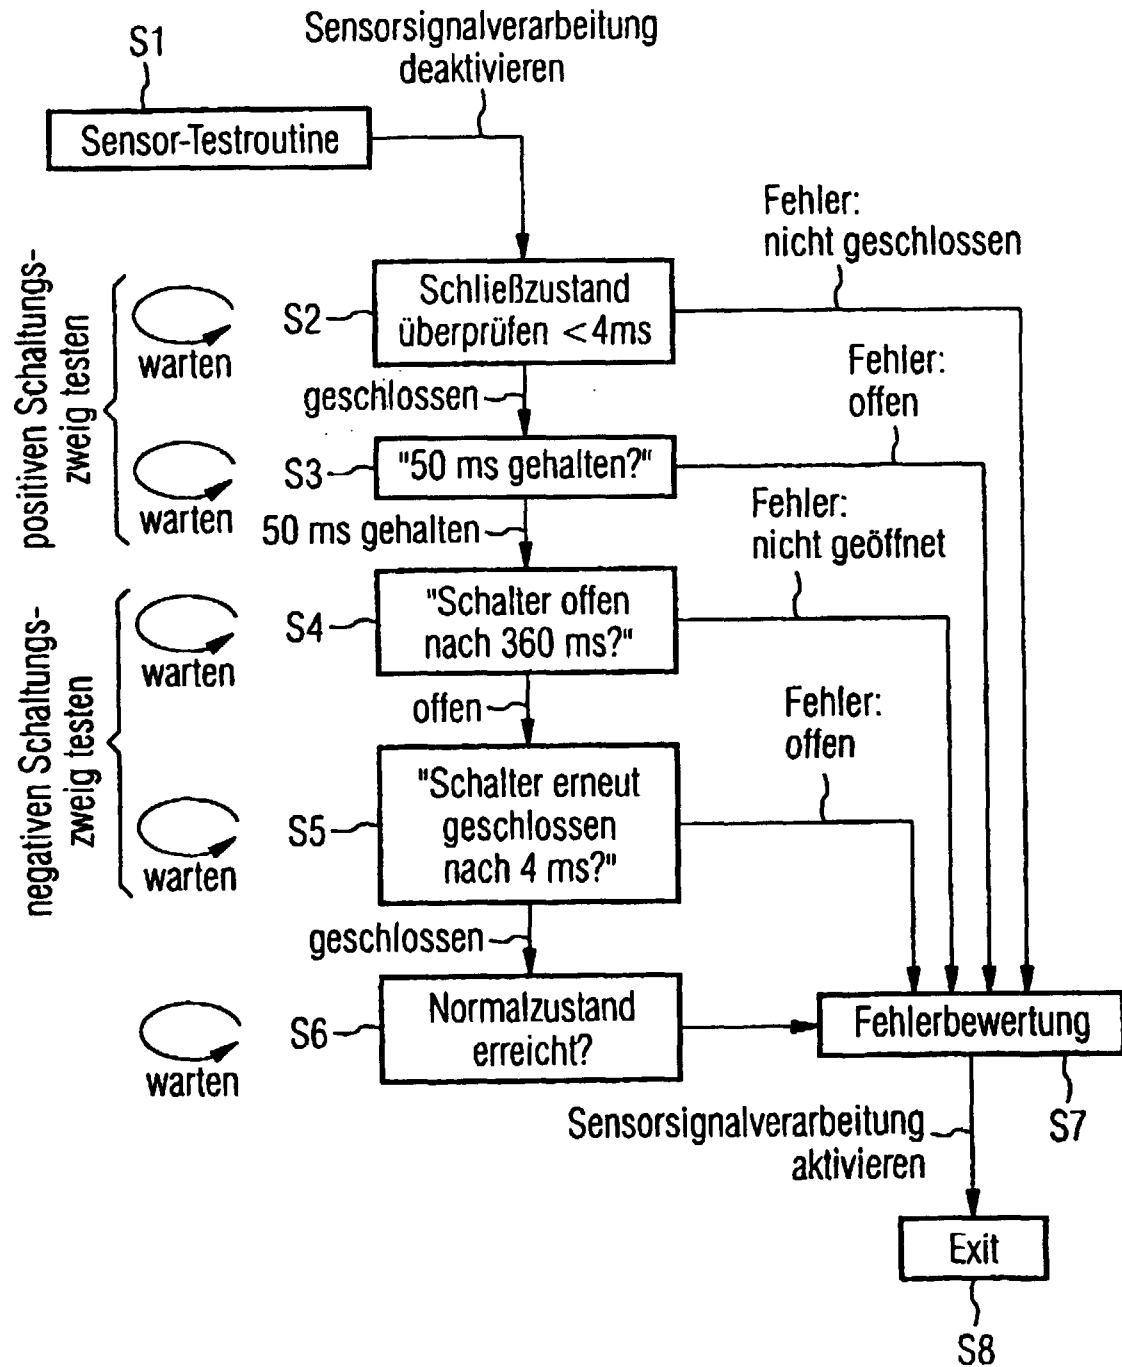 S1
Sensorsignalverarbeitung
deaktivieren
Sensor-Testroutine
Fehler:
nicht geschlossen
positiven Schaltungs-
zweig testen
warten
S2
Schließzustand
überprüfen <4ms
Fehler:
offen
geschlossen
warten
S3
"50 ms gehalten?"
50 ms gehalten
Fehler:
nicht geöffnet
negativen Schaltungs-
zweig testen
warten
S4
"Schalter offen
nach 360 ms?"
offen
Fehler:
offen
warten
S5
"Schalter erneut
geschlossen
nach 4 ms?"
geschlossen
warten
S6
Normalzustand
erreicht?
Fehlerbewertung
S7
Sensorsignalverarbeitung
aktivieren
Exit
S8